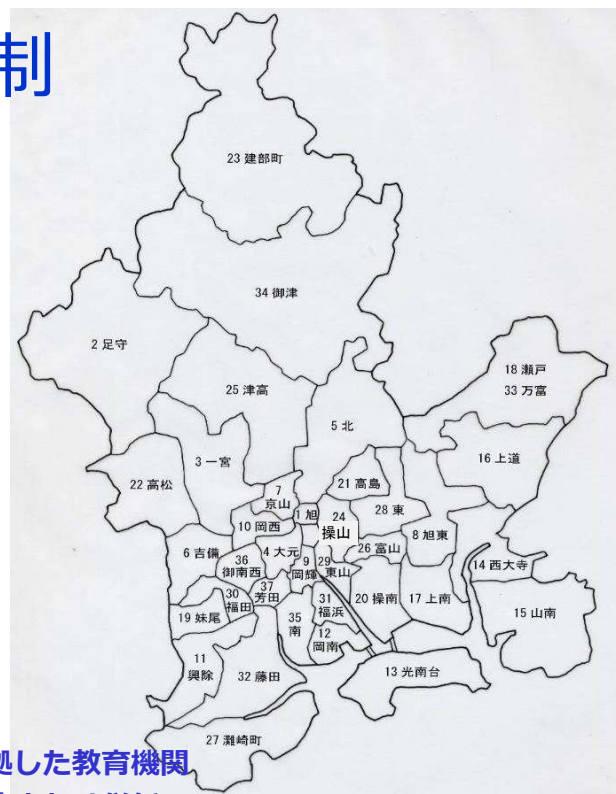 制
23 建部町
34 御津
2 足守
18 瀬戸
33 万富
25 津高
5 北
16 上道
3 一宮
22 高松
21 高島
7
京山
1 旭
24
操山
28 東
10 岡西
8 旭東
6 吉備
4 大元
26 富山
36
御南西
9
岡輝
29
東山
14 西大寺
37
芳田
30
福田
31
福浜
20 操南
17 上南
15 山南
19 妹尾
35
南
12
岡南
11
興除
32 藤田
13 光南台
27 灘崎町
拠した教育機関